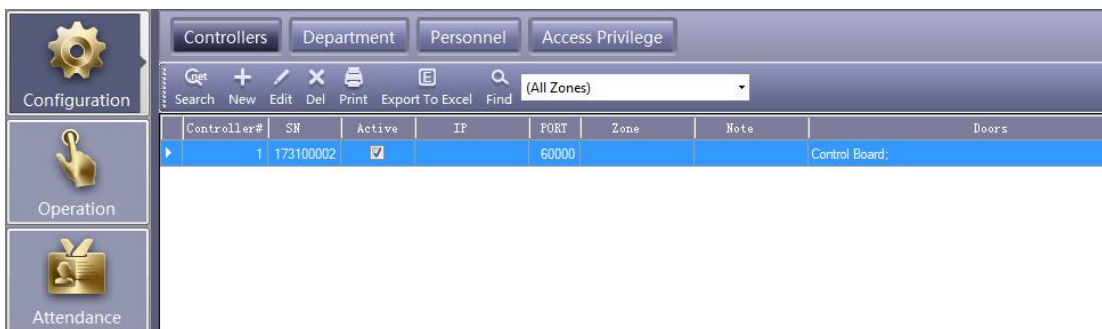 Controllers Department Personnel Access Privilege
Configuration
.net
Search New Edit Del Print Export To Excel Find (All Zones)
E
Controller# SN Active IP PORT Zone Note Doors
1 173100002 60000 Control Board;
Operation
Attendance